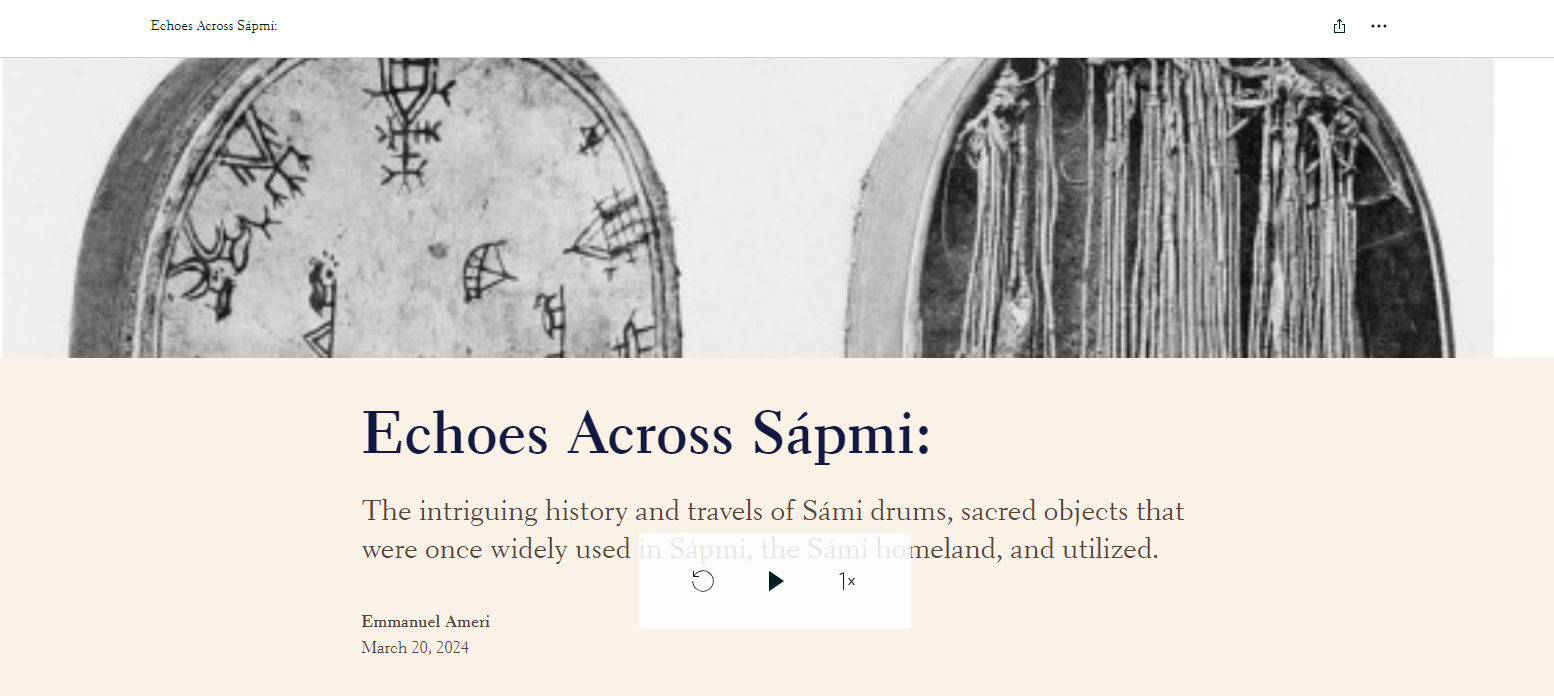 Echoes Across Sápmi:
Echoes Across Sápmi:
The intriguing history and travels of Sámi drums, sacred objects that
were once widely used in Sápmi, the Sámi homeland, and utilized.
1×
Emmanuel Ameri
March 20, 2024